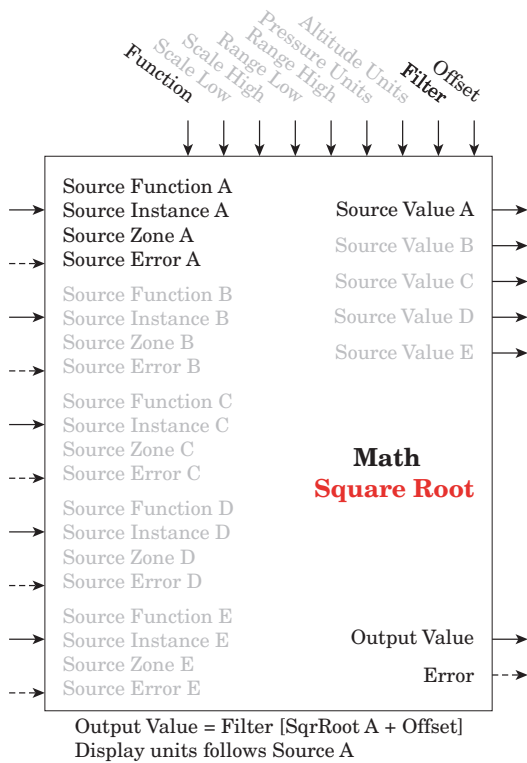 Function
Scale Low
Scale High
Range Low
Range High
Pressure Units
Altitude Units
Filter
Offset
Source Function A
Source Instance A
Source Zone A
Source Error A
Source Function B
Source Instance B
Source Zone B
Source Error B
Source Function C
Source Instance C
Source Zone C
Source Error C
Source Function D
Source Instance D
Source Zone D
Source Error D
Source Function E
Source Instance E
Source Zone E
Source Error E
Source Value A
Source Value B
Source Value C
Source Value D
Source Value E
Math
Square Root
Output Value
Error
Output Value = Filter [SqrRoot A + Offset]
Display units follows Source A